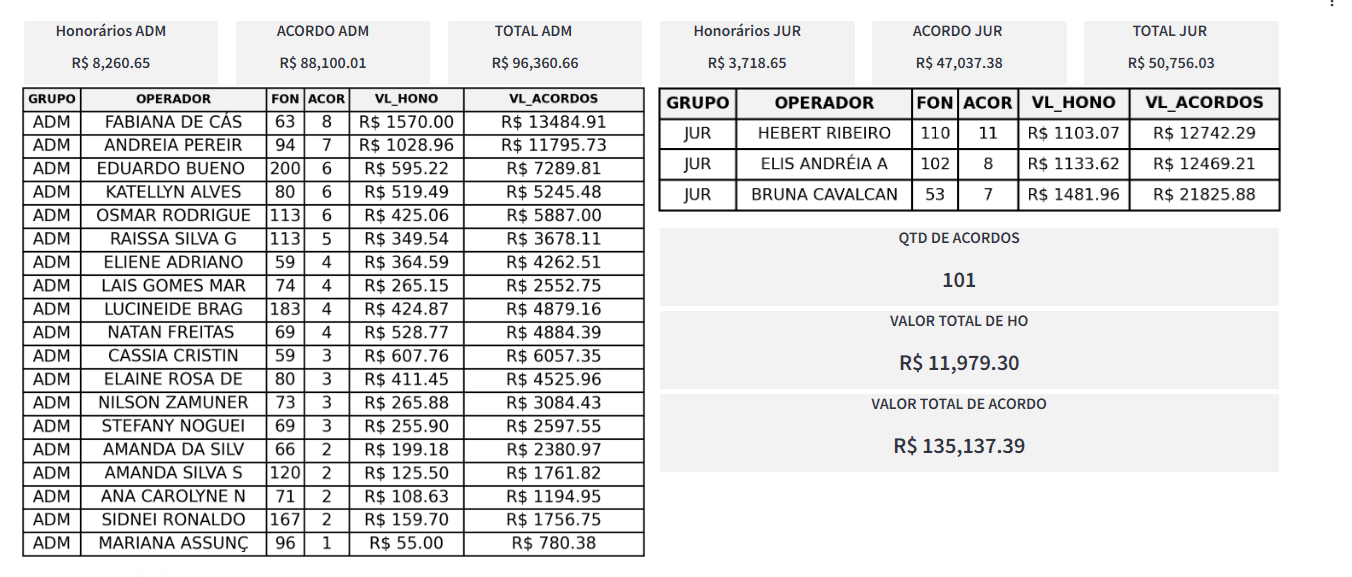 Honorários ADM
R$ 8,260.65
ACORDO ADM
R$ 88,100.01
TOTAL ADM
R$ 96,360.66
GRUPO OPERADOR FON ACOR VL_HONO VL_ACORDOS
ADM FABIANA DE CÁS 63 8 R$ 1570.00 R$ 13484.91
ADM ANDREIA PEREIR 94 7 R$ 1028.96 R$ 11795.73
ADM EDUARDO BUENO 200 6 R$ 595.22 R$ 7289.81
ADM KATELLYN ALVES 80 6 R$ 519.49 R$ 5245.48
ADM OSMAR RODRIGUE 113 6 R$ 425.06 R$ 5887.00
ADM RAISSA SILVA G 113 5 R$ 349.54 R$ 3678.11
ADM ELIENE ADRIANO 59 4 R$ 364.59 R$ 4262.51
ADM LAIS GOMES MAR 74 4 R$ 265.15 R$ 2552.75
ADM LUCINEIDE BRAG 183 4 R$ 424.87 R$ 4879.16
ADM NATAN FREITAS 69 4 R$ 528.77 R$ 4884.39
ADM CASSIA CRISTIN 59 3 R$ 607.76 R$ 6057.35
ADM ELAINE ROSA DE 80 3 R$ 411.45 R$ 4525.96
ADM NILSON ZAMUNER 73 3 R$ 265.88 R$ 3084.43
ADM STEFANY NOGUEI 69 3 R$ 255.90 R$ 2597.55
ADM AMANDA DA SILV 66 2 R$ 199.18 R$ 2380.97
ADM AMANDA SILVA S 120 2 R$ 125.50 R$ 1761.82
ADM ANA CAROLYNE N 71 2 R$ 108.63 R$ 1194.95
ADM SIDNEI RONALDO 167 2 R$ 159.70 R$ 1756.75
ADM MARIANA ASSUNÇ 96 1 R$ 55.00 R$ 780.38
Honorários JUR
R$ 3,718.65
ACORDO JUR
R$ 47,037.38
TOTAL JUR
R$ 50,756.03
GRUPO OPERADOR FON ACOR VL_HONO VL_ACORDOS
JUR HEBERT RIBEIRO 110 11 R$ 1103.07 R$ 12742.29
JUR ELIS ANDRÉIA A 102 8 R$ 1133.62 R$ 12469.21
JUR BRUNA CAVALCAN 53 7 R$ 1481.96 R$ 21825.88
QTD DE ACORDOS
101
VALOR TOTAL DE HO
R$ 11,979.30
VALOR TOTAL DE ACORDO
R$ 135,137.39